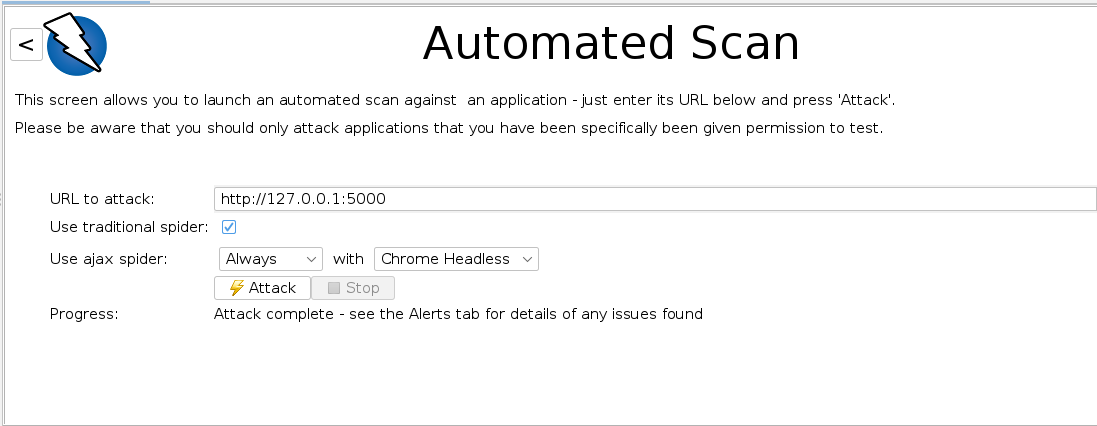 <
Automated Scan
This screen allows you to launch an automated scan against  an application - just enter its URL below and press 'Attack'.
Please be aware that you should only attack applications that you have been specifically been given permission to test.
URL to attack: http://127.0.0.1:5000
Use traditional spider:
Use ajax spider: Always with Chrome Headless
Attack Stop
Progress: Attack complete - see the Alerts tab for details of any issues found